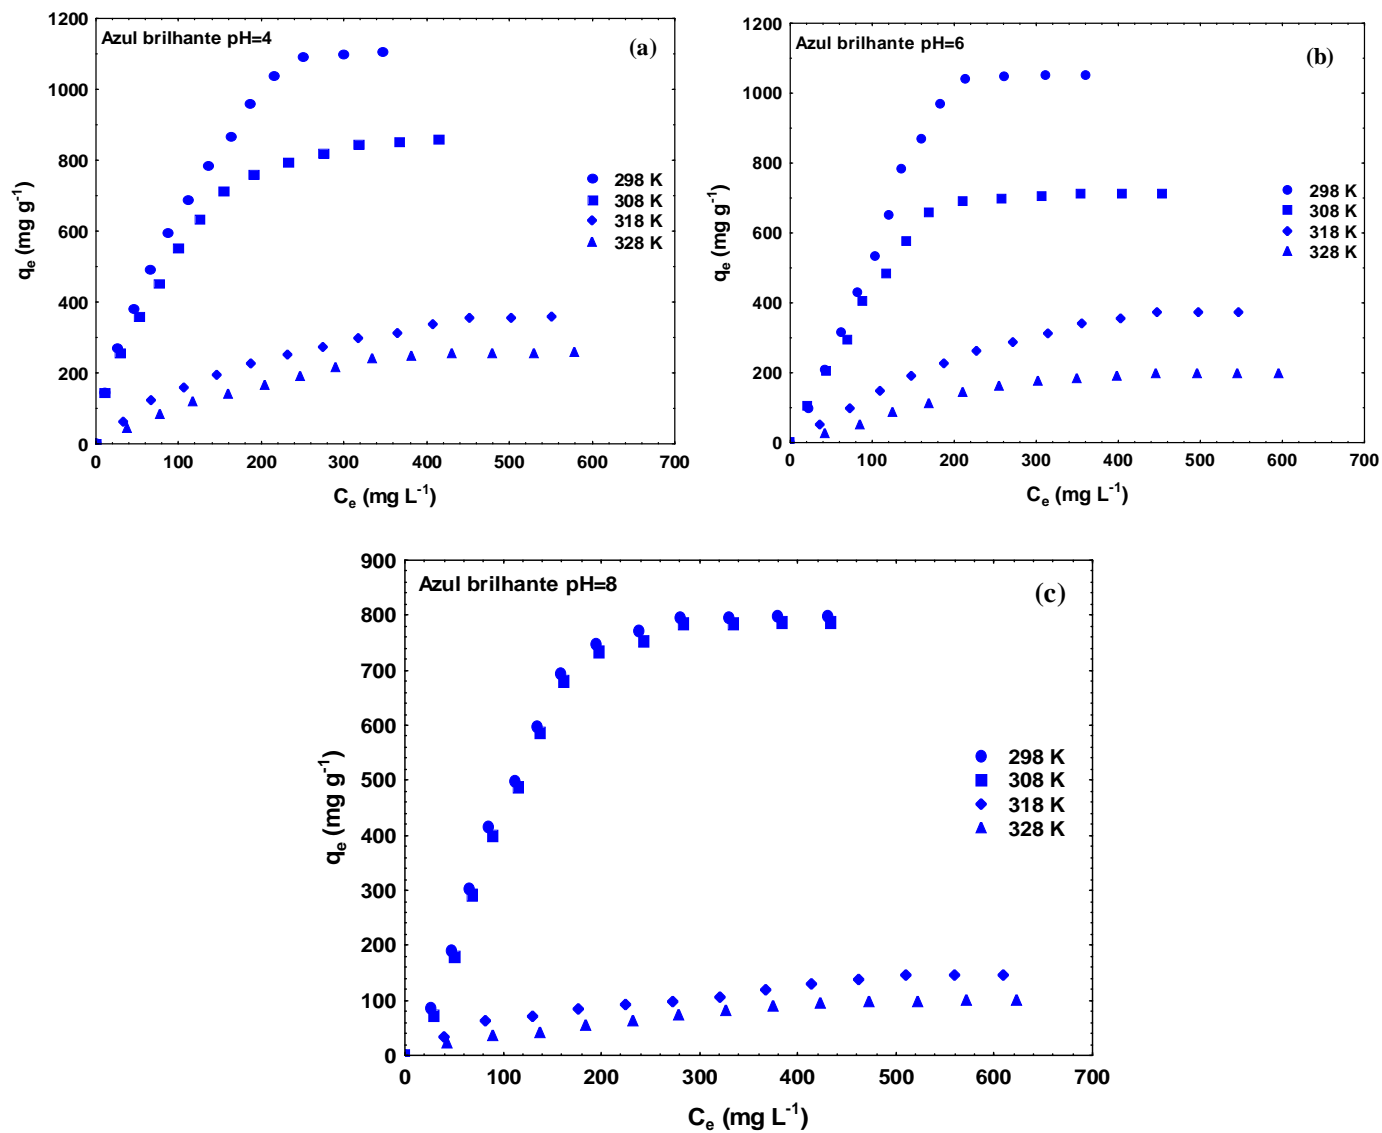 Azul brilhante pH=4
(a)
1200
1000
800
600
400
200
0
qe (mg g-1)
298 K
308 K
318 K
328 K
0 100 200 300 400 500 600 700
Ce (mg L-1)
Azul brilhante pH=6
(b)
1200
1000
800
600
400
200
0
qe (mg g-1)
298 K
308 K
318 K
328 K
0 100 200 300 400 500 600 700
Ce (mg L-1)
Azul brilhante pH=8
(c)
900
800
700
600
500
400
300
200
100
0
qe (mg g-1)
298 K
308 K
318 K
328 K
0 100 200 300 400 500 600 700
Ce (mg L-1)